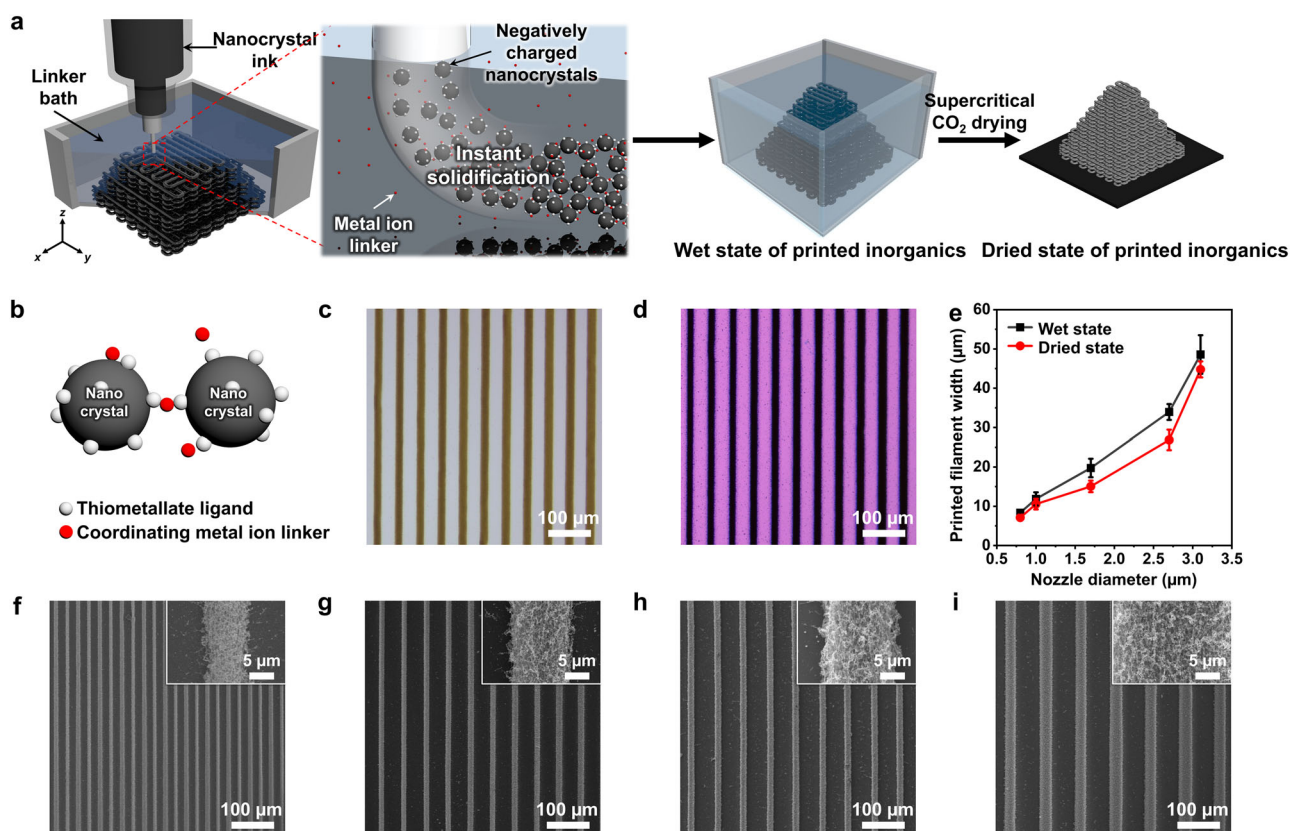 a
Nanocrystal
ink
Linker
bath
z
x
y
Negatively
charged
nanocrystals
Instant
solidification
Metal ion
linker
Wet state of printed inorganics
Supercritical
CO₂ drying
Dried state of printed inorganics
b
Nano
crystal
Nano
crystal
Thiometallate ligand
Coordinating metal ion linker
c
100 µm
d
100 µm
e
Printed filament width (µm)
60
50
40
30
20
10
0
Wet state
Dried state
0.5 1.0 1.5 2.0 2.5 3.0 3.5
Nozzle diameter (µm)
f
5 µm
100 µm
g
5 µm
100 µm
h
5 µm
100 µm
i
5 µm
100 µm